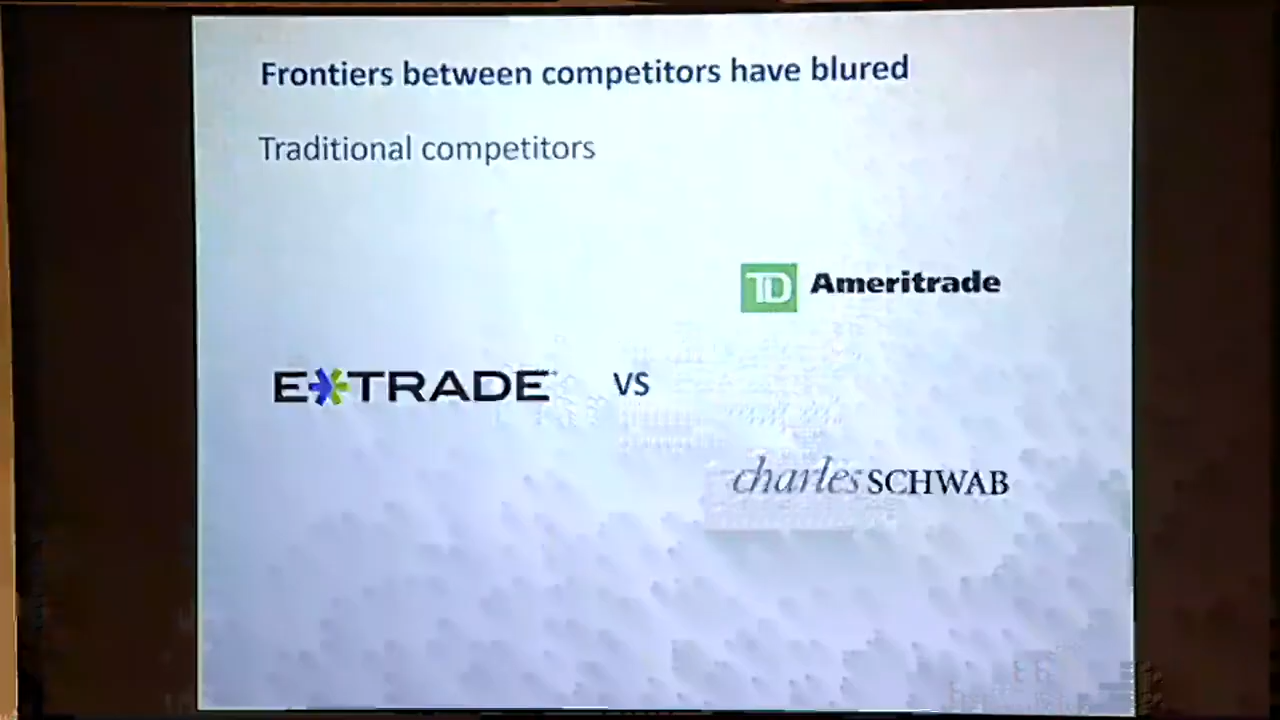 Frontiers between competitors have blured
Traditional competitors
TD Ameritrade
E*TRADE
VS
charles SCHWAB